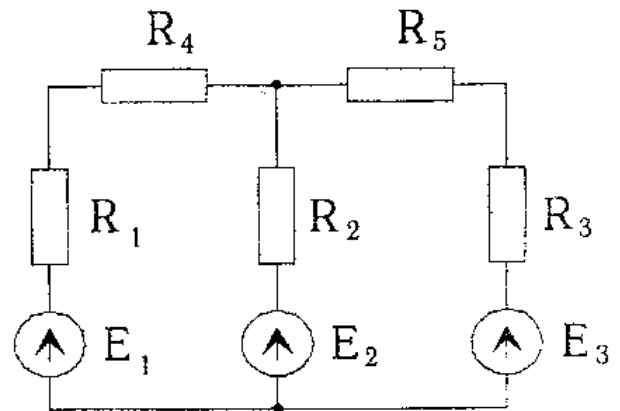 R₄ R₅
R₁ R₂ R₃
E₁ E₂ E₃